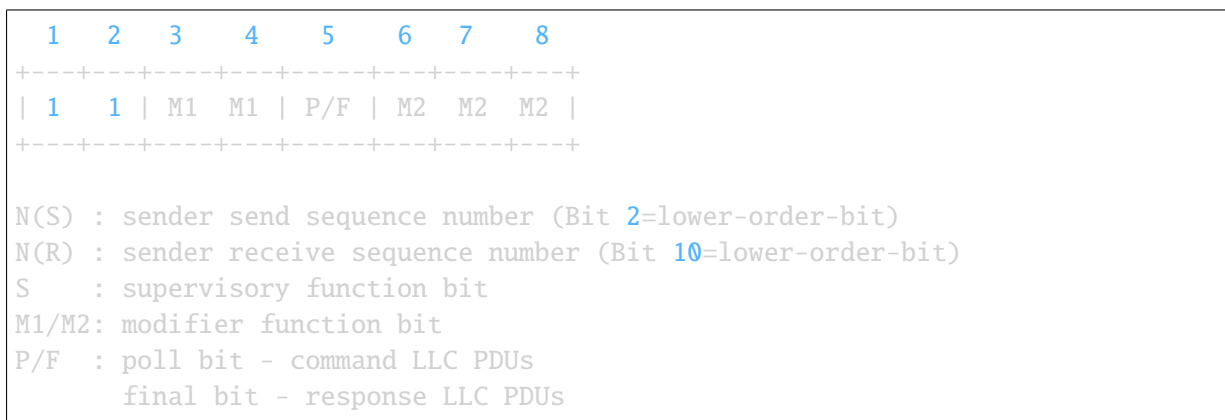 1   2   3     4     5     6   7     8
+---+---+----+---+-----+---+----+---+
| 1   1 | M1  M1 | P/F | M2  M2  M2 |
+---+---+----+---+-----+---+----+---+
N(S) : sender send sequence number (Bit 2=lower-order-bit)
N(R) : sender receive sequence number (Bit 10=lower-order-bit)
S    : supervisory function bit
M1/M2: modifier function bit
P/F  : poll bit - command LLC PDUs
       final bit - response LLC PDUs